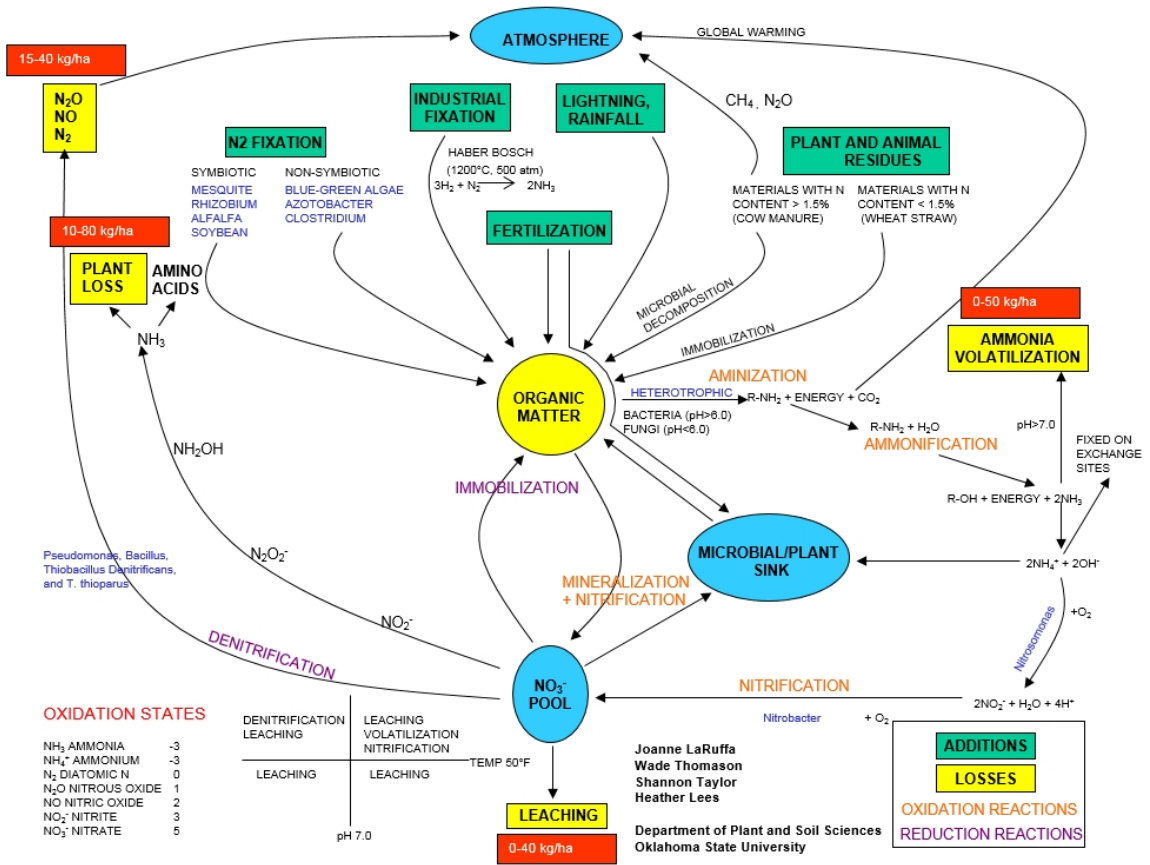 ATMOSPHERE
GLOBAL WARMING
15-40 kg/ha
N₂O
NO
N₂
INDUSTRIAL
FIXATION
LIGHTNING,
RAINFALL
CH₄, N₂O
N2 FIXATION
PLANT AND ANIMAL
RESIDUES
HABER BOSCH
(1200°C, 500 atm)
3H₂ + N₂ → 2NH₃
SYMBIOTIC
MESQUITE
RHIZOBIUM
ALFALFA
SOYBEAN
NON-SYMBIOTIC
BLUE-GREEN ALGAE
AZOTOBACTER
CLOSTRIDIUM
MATERIALS WITH N
CONTENT > 1.5%
(COW MANURE)
MATERIALS WITH N
CONTENT < 1.5%
(WHEAT STRAW)
FERTILIZATION
10-80 kg/ha
PLANT
LOSS
AMINO
ACIDS
NH₃
MICROBIAL
DECOMPOSITION
IMMOBILIZATION
0-50 kg/ha
AMMONIA
VOLATILIZATION
ORGANIC
MATTER
AMINIZATION
HETEROTROPHIC
R-NH₂ + ENERGY + CO₂
BACTERIA (pH>6.0)
FUNGI (pH<6.0)
R-NH₂ + H₂O
AMMONIFICATION
pH>7.0
FIXED ON
EXCHANGE
SITES
R-OH + ENERGY + 2NH₃
NH₂OH
IMMOBILIZATION
MICROBIAL/PLANT
SINK
2NH₄⁺ + 2OH⁻
N₂O₂⁻
Pseudomonas, Bacillus,
Thiobacillus Denitrificans,
and T. thioparus
MINERALIZATION
+ NITRIFICATION
+O₂
Nitrosomonas
NO₂⁻
DENITRIFICATION
NO₃⁻
POOL
NITRIFICATION
2NO₂⁻ + H₂O + 4H⁺
Nitrobacter
+ O₂
OXIDATION STATES
NH₃ AMMONIA -3
NH₄⁺ AMMONIUM -3
N₂ DIATOMIC N 0
N₂O NITROUS OXIDE 1
NO NITRIC OXIDE 2
NO₂⁻ NITRITE 3
NO₃⁻ NITRATE 5
DENITRIFICATION
LEACHING
LEACHING
VOLATILIZATION
NITRIFICATION
TEMP 50°F
LEACHING
LEACHING
pH 7.0
LEACHING
0-40 kg/ha
Joanne LaRuffa
Wade Thomason
Shannon Taylor
Heather Lees
Department of Plant and Soil Sciences
Oklahoma State University
ADDITIONS
LOSSES
OXIDATION REACTIONS
REDUCTION REACTIONS